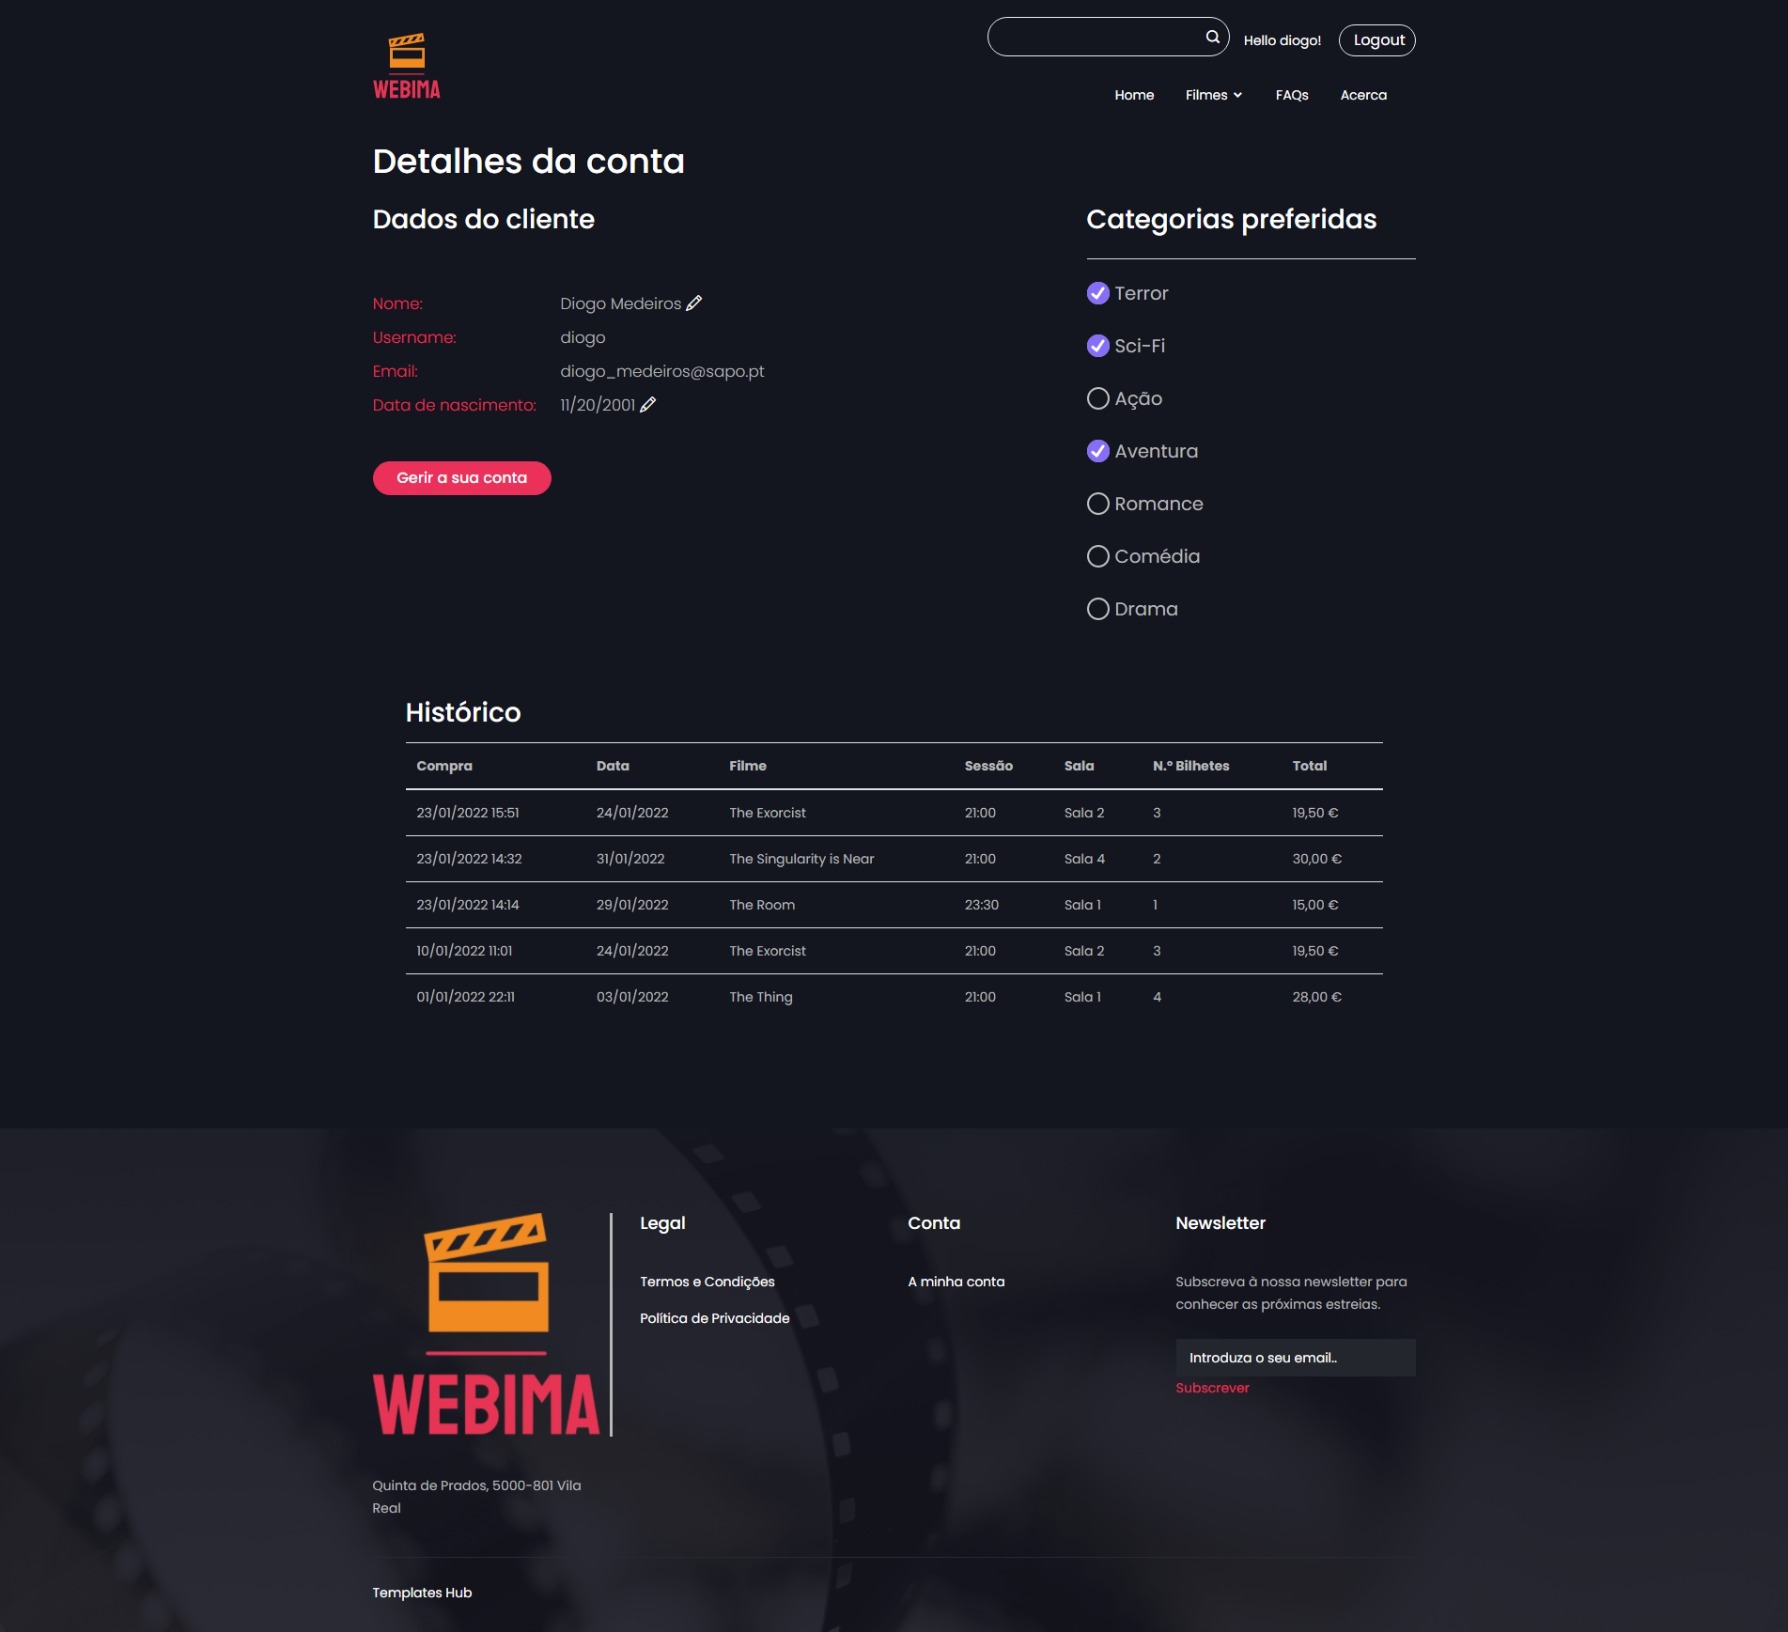 WEBIMA
Hello diogo!
Logout
Home
Filmes
FAQs
Acerca
Detalhes da conta
Dados do cliente
Nome: Diogo Medeiros
Username: diogo
Email: diogo_medeiros@sapo.pt
Data de nascimento: 11/20/2001
Gerir a sua conta
Categorias preferidas
Terror
Sci-Fi
Ação
Aventura
Romance
Comédia
Drama
Histórico
Compra Data Filme Sessão Sala N.º Bilhetes Total
23/01/2022 15:51 24/01/2022 The Exorcist 21:00 Sala 2 3 19,50 €
23/01/2022 14:32 31/01/2022 The Singularity is Near 21:00 Sala 4 2 30,00 €
23/01/2022 14:14 29/01/2022 The Room 23:30 Sala 1 1 15,00 €
10/01/2022 11:01 24/01/2022 The Exorcist 21:00 Sala 2 3 19,50 €
01/01/2022 22:11 03/01/2022 The Thing 21:00 Sala 1 4 28,00 €
WEBIMA
Quinta de Prados, 5000-801 Vila
Real
Legal
Termos e Condições
Política de Privacidade
Conta
A minha conta
Newsletter
Subscreva à nossa newsletter para
conhecer as próximas estreias.
Introduza o seu email..
Subscrever
Templates Hub